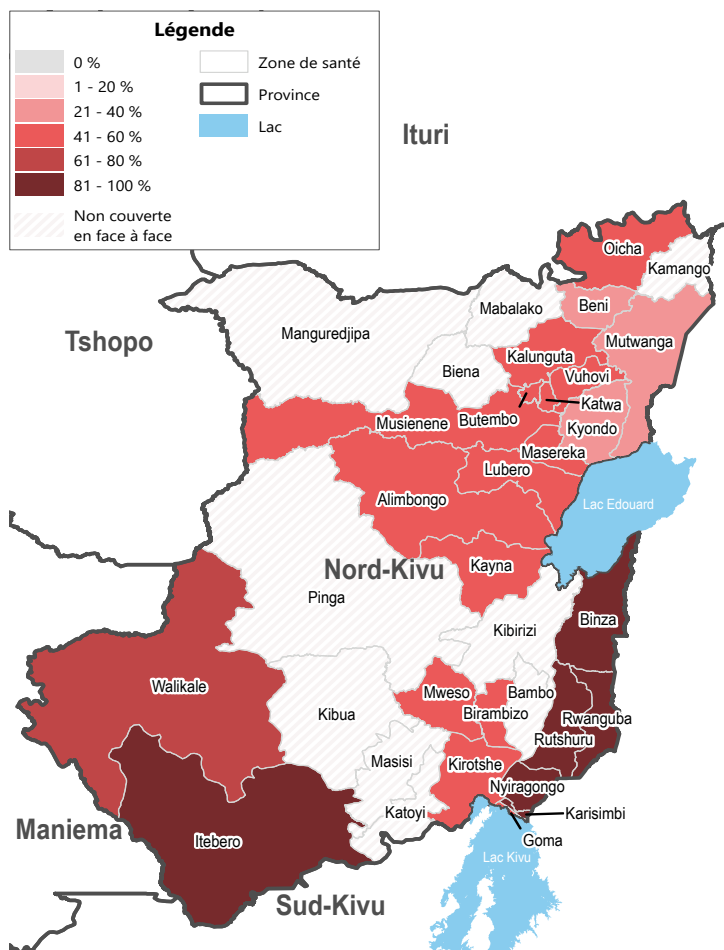 Légende
0 %
1 - 20 %
21 - 40 %
41 - 60 %
61 - 80 %
81 - 100 %
Non couverte
en face à face
Zone de santé
Province
Lac
Ituri
Oicha
Kamango
Mabalako
Beni
Manguredjipa
Tshopo
Mutwanga
Kalunguta
Biena
Vuhovi
Katwa
Butembo
Musienene
Kyondo
Masereka
Lubero
Alimbongo
Lac Edouard
Kayna
Nord-Kivu
Pinga
Binza
Kibirizi
Walikale
Mweso
Bambo
Birambizo
Kibua
Rwanguba
Rutshuru
Masisi
Kirotshe
Nyiragongo
Katoyi
Karisimbi
Maniema
Itebero
Goma
Lac Kivu
Sud-Kivu